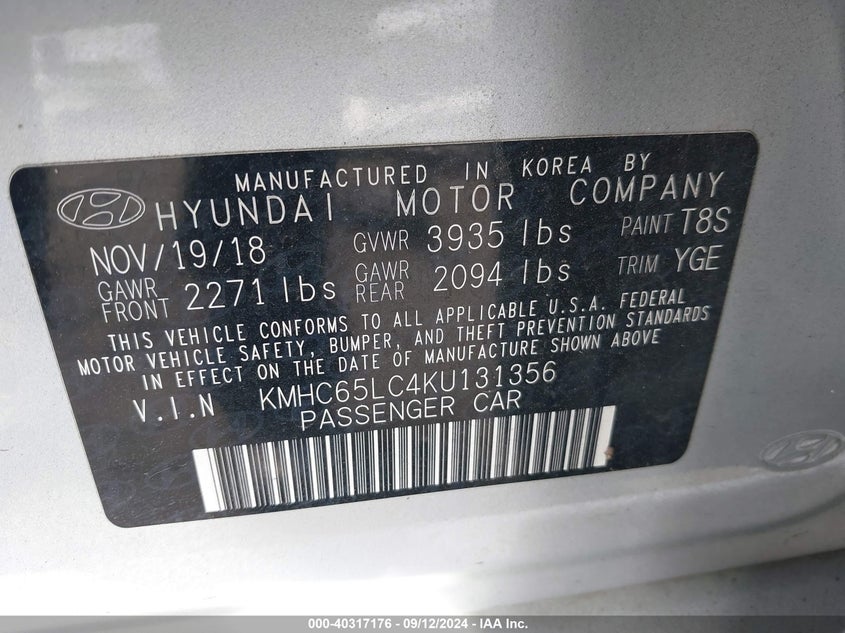 MANUFACTURED IN KOREA BY
HYUNDAI MOTOR COMPANY
NOV/19/18 GVWR 3935 lbs PAINT T8S
GAWR FRONT 2271 lbs GAWR REAR 2094 lbs TRIM YGE
THIS VEHICLE CONFORMS TO ALL APPLICABLE U.S.A. FEDERAL
MOTOR VEHICLE SAFETY, BUMPER, AND THEFT PREVENTION STANDARDS
IN EFFECT ON THE DATE OF MANUFACTURE SHOWN ABOVE
V.I.N KMHC65LC4KU131356
PASSENGER CAR
000-40317176 - 09/12/2024 - IAA Inc.